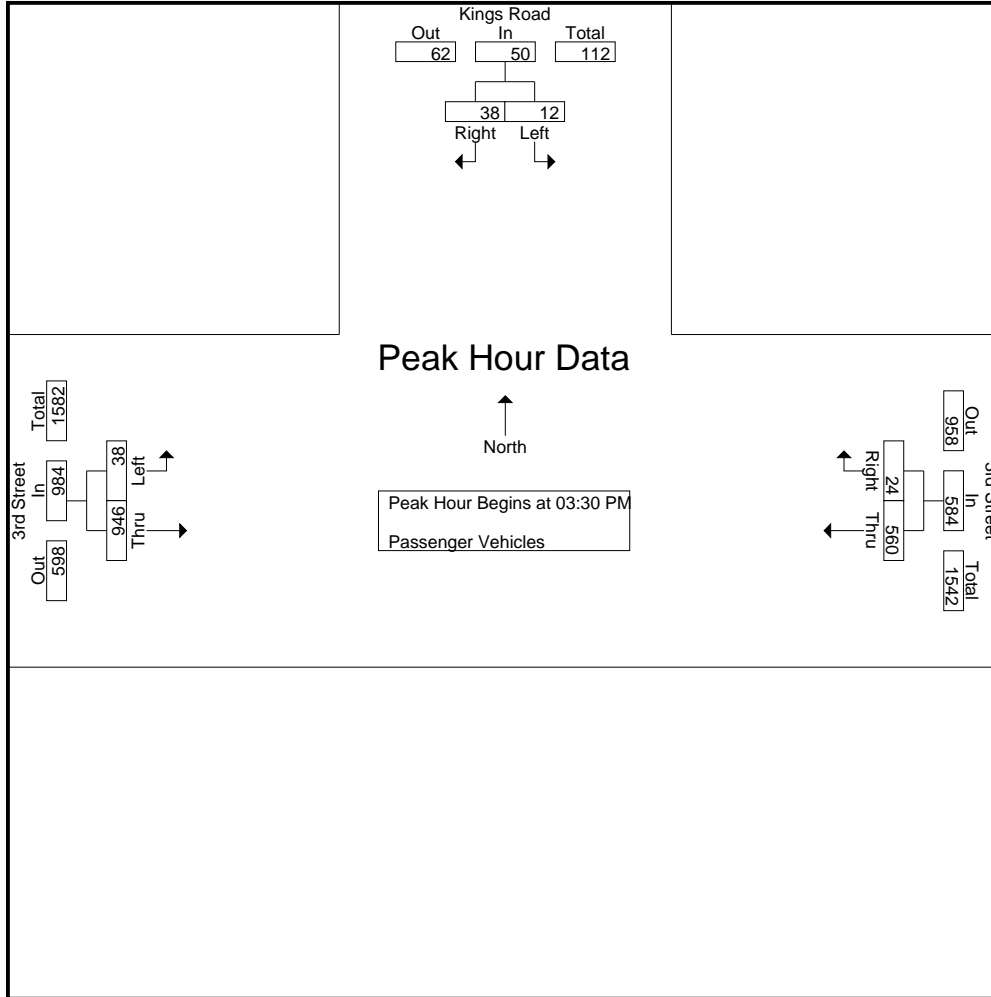 Kings Road
Out In Total
62 50 112
38 12
Right Left
Peak Hour Data
North
Peak Hour Begins at 03:30 PM
Passenger Vehicles
3rd Street
Total In Out
1582 984 598
38 946
Left Thru
3rd Street
Out In Total
958 584 1542
24 560
Right Thru